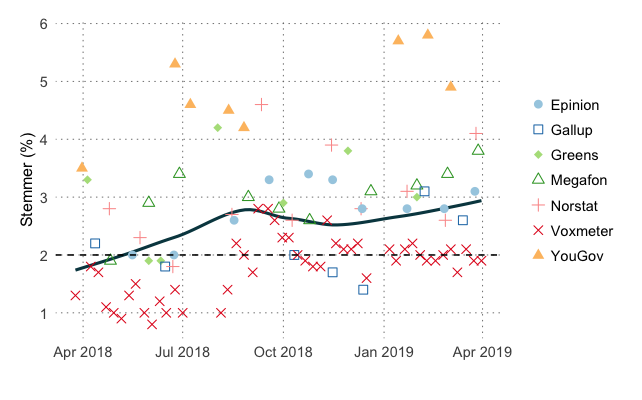 Stemmer (%)
6
5
4
3
2
1
Apr 2018
Jul 2018
Oct 2018
Jan 2019
Apr 2019
Epinion
Gallup
Greens
Megafon
Norstat
Voxmeter
YouGov